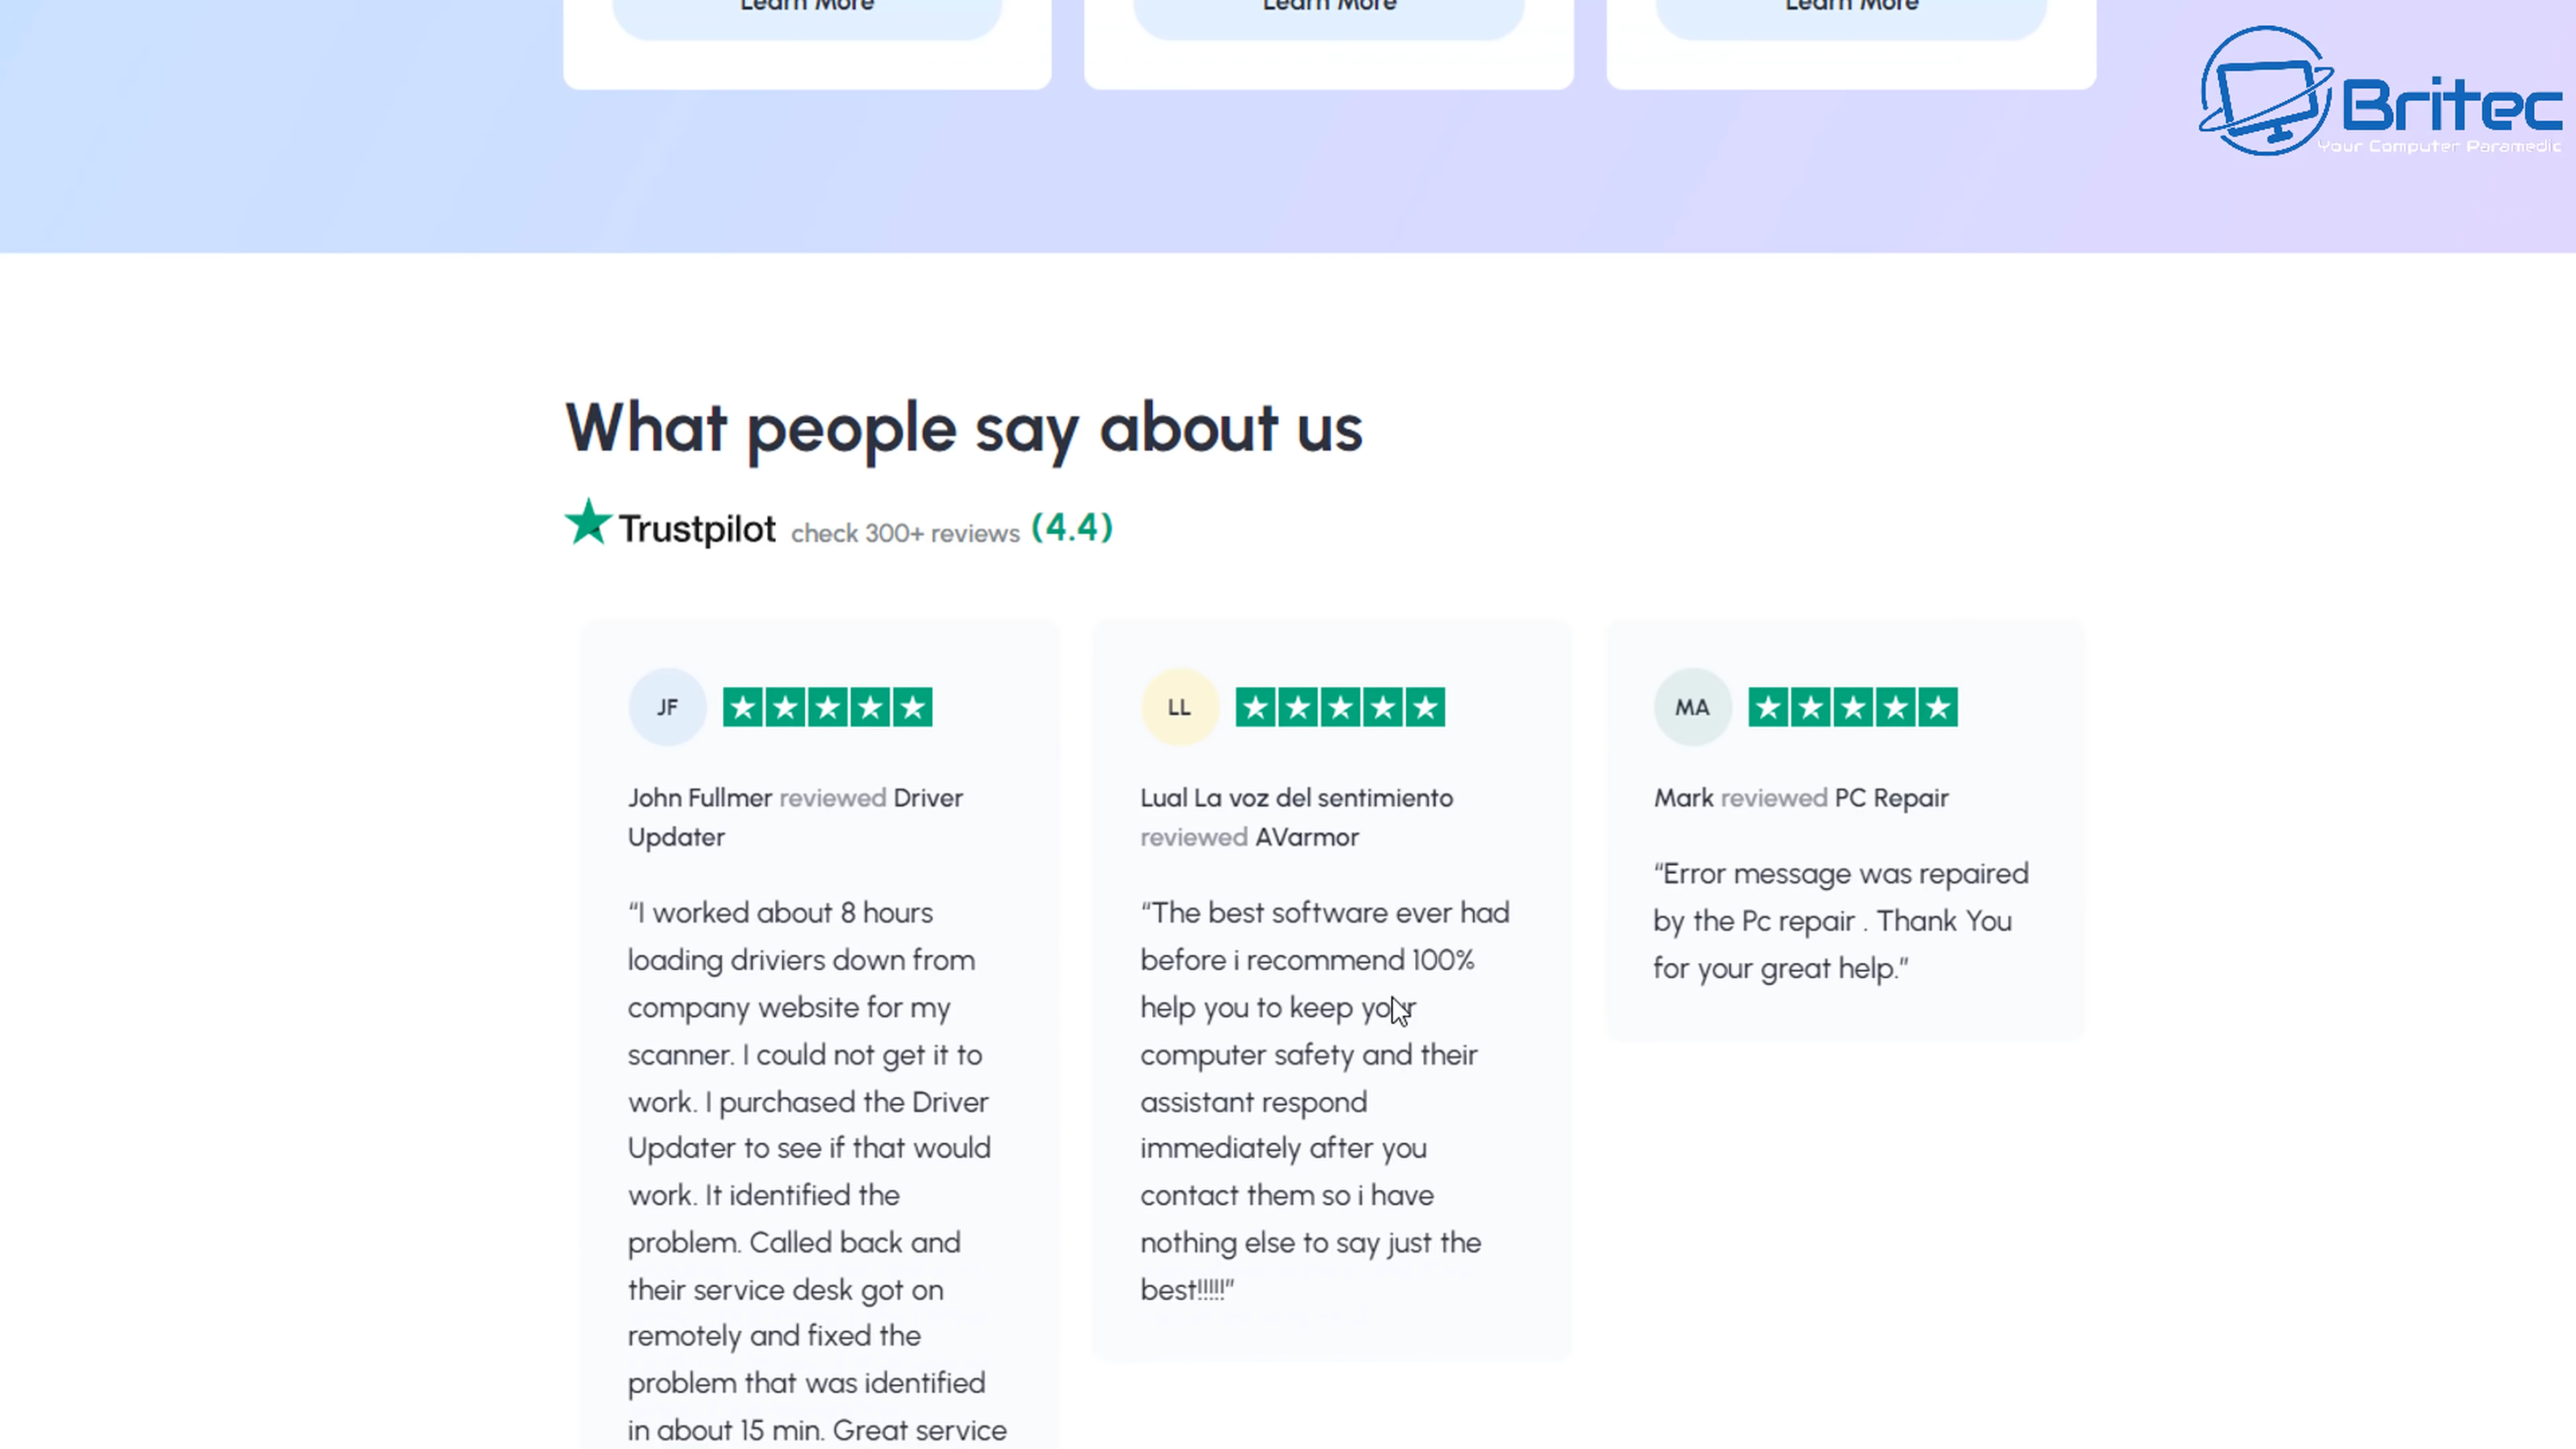 Learn More
Learn More
Learn More
Britec
Your Computer Paramedic
What people say about us
Trustpilot check 300+ reviews (4.4)
JF
John Fullmer reviewed Driver
Updater
“I worked about 8 hours
loading driviers down from
company website for my
scanner. I could not get it to
work. I purchased the Driver
Updater to see if that would
work. It identified the
problem. Called back and
their service desk got on
remotely and fixed the
problem that was identified
in about 15 min. Great service
LL
Lual La voz del sentimiento
reviewed AVarmor
“The best software ever had
before i recommend 100%
help you to keep your
computer safety and their
assistant respond
immediately after you
contact them so i have
nothing else to say just the
best!!!!!”
MA
Mark reviewed PC Repair
“Error message was repaired
by the Pc repair . Thank You
for your great help.”